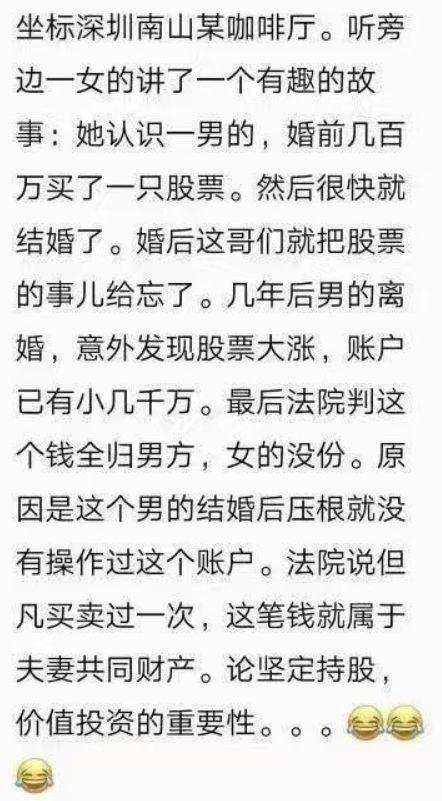 坐标深圳南山某咖啡厅。听旁
边一女的讲了一个有趣的故
事：她认识一男的，婚前几百
万买了一只股票。然后很快就
结婚了。婚后这哥们就把股票
的事儿给忘了。几年后男的离
婚，意外发现股票大涨，账户
已有小几千万。最后法院判这
个钱全归男方，女的没份。原
因是这个男的结婚后压根就没
有操作过这个账户。法院说但
凡买卖过一次，这笔钱就属于
夫妻共同财产。论坚定持股，
价值投资的重要性。。。😂😂
😂